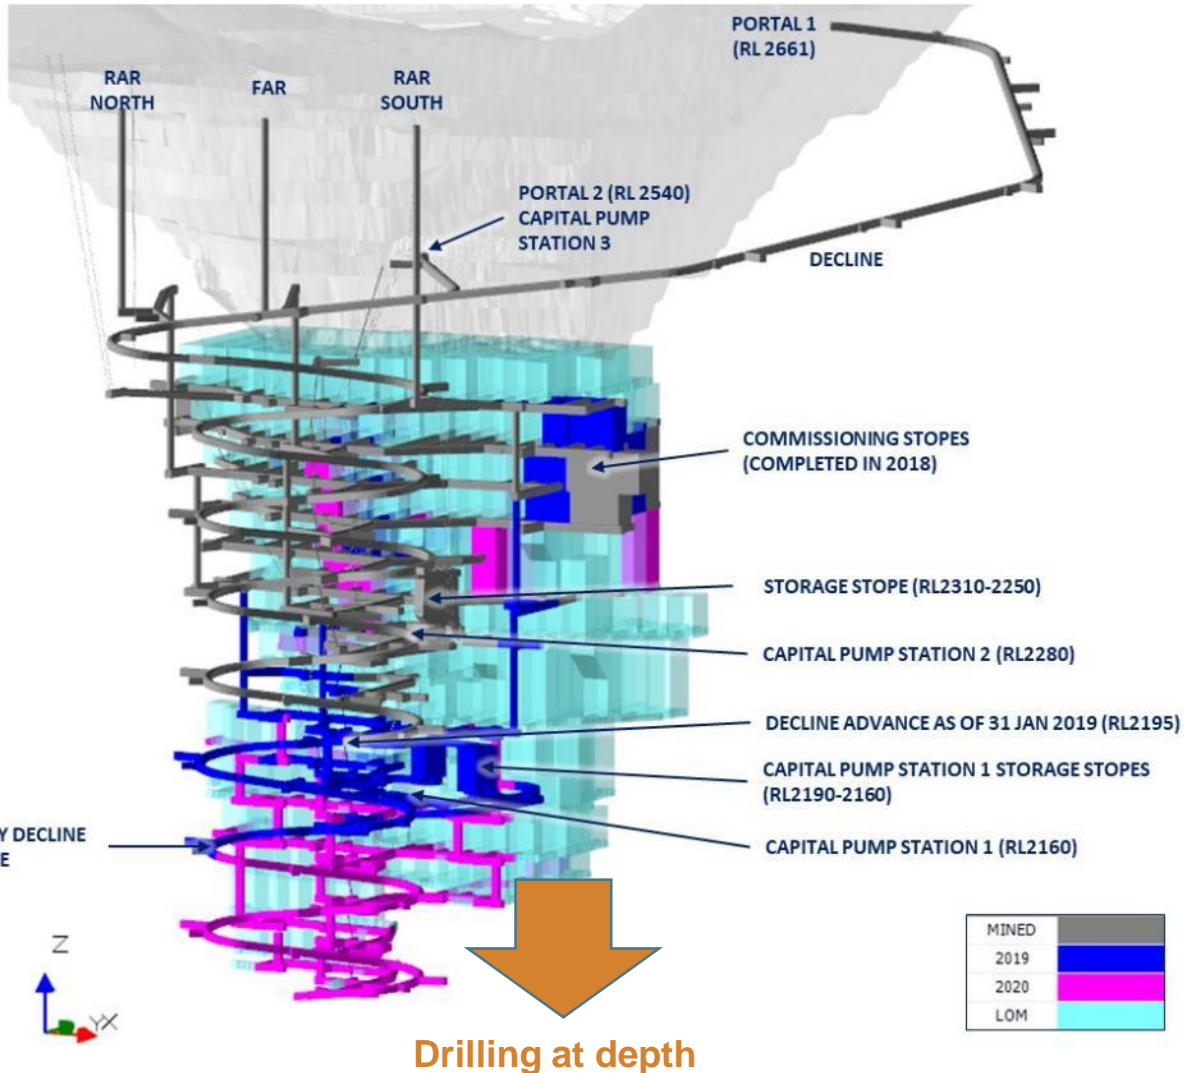 PORTAL 1
(RL 2661)
RAR
NORTH
FAR
RAR
SOUTH
PORTAL 2 (RL 2540)
CAPITAL PUMP
STATION 3
DECLINE
COMMISSIONING STOPES
(COMPLETED IN 2018)
STORAGE STOPE (RL2310-2250)
CAPITAL PUMP STATION 2 (RL2280)
DECLINE ADVANCE AS OF 31 JAN 2019 (RL2195)
CAPITAL PUMP STATION 1 STORAGE STOPES
(RL2190-2160)
Y DECLINE
E
CAPITAL PUMP STATION 1 (RL2160)
MINED
2019
2020
LOM
Z
YX
Drilling at depth